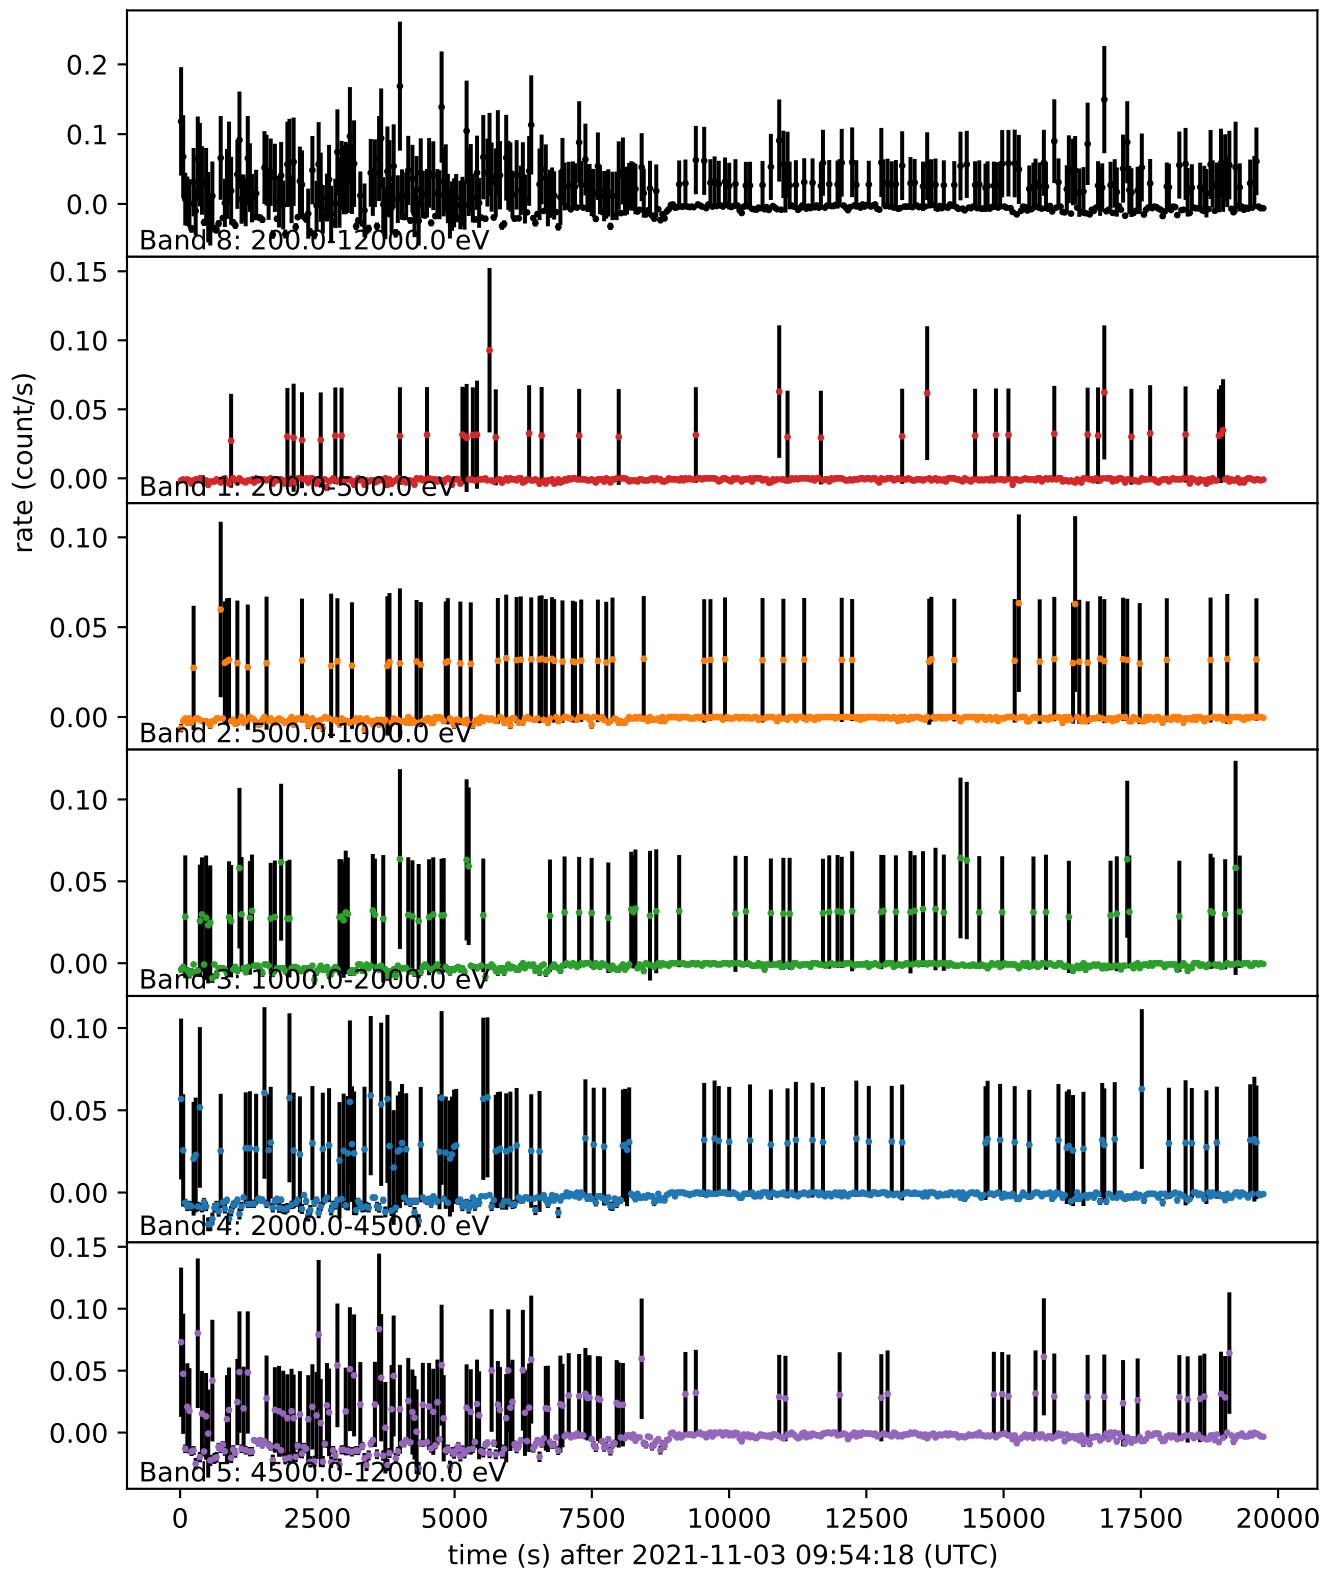 0.2
0.1
0.0
Band 8: 200.0-12000.0 eV
0.15
0.10
0.05
0.00
Band 1: 200.0-500.0 eV
rate (count/s)
0.10
0.05
0.00
Band 2: 500.0-1000.0 eV
0.10
0.05
0.00
Band 3: 1000.0-2000.0 eV
0.10
0.05
0.00
Band 4: 2000.0-4500.0 eV
0.15
0.10
0.05
0.00
Band 5: 4500.0-12000.0 eV
0 2500 5000 7500 10000 12500 15000 17500 20000
time (s) after 2021-11-03 09:54:18 (UTC)